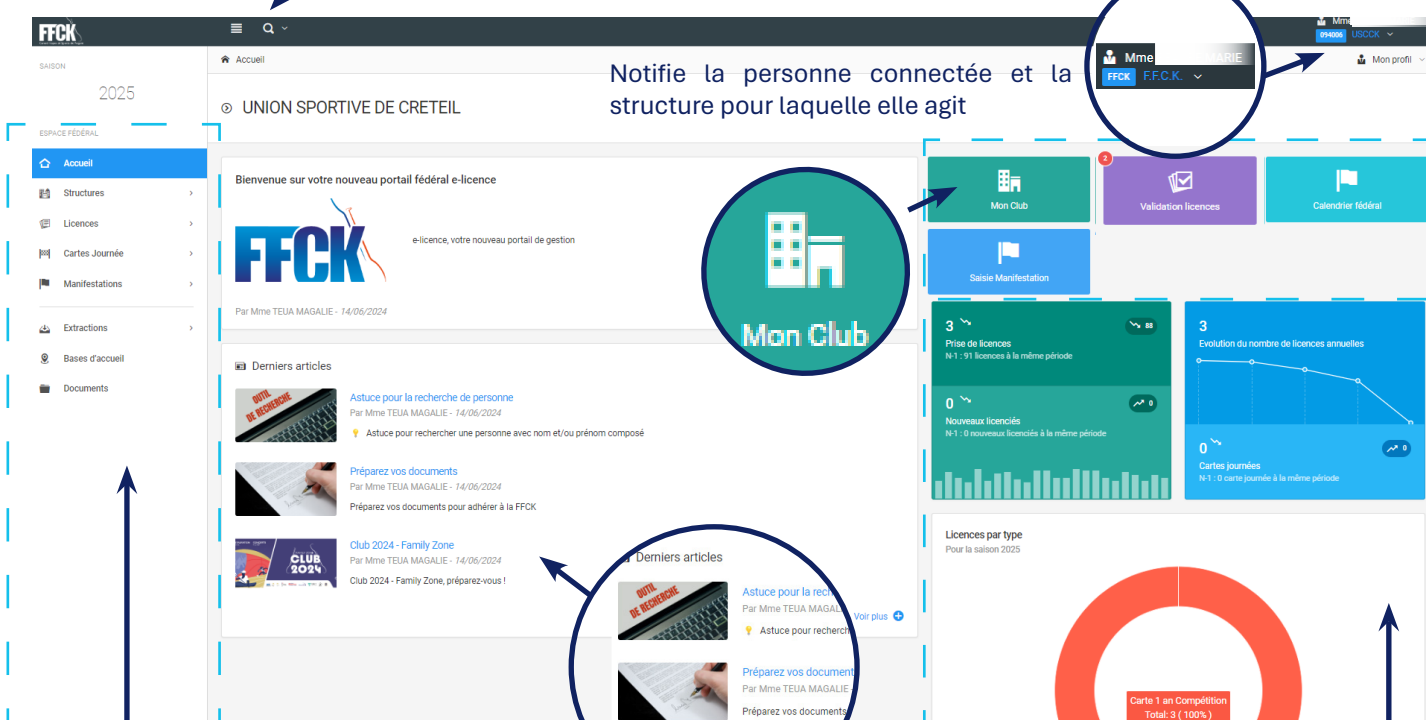 FFCK
SAISON
2025
ESPACE FÉDÉRAL
Accueil
Structures
Licences
Cartes Journée
Manifestations
Extractions
Bases d'accueil
Documents
Mme
094006 USCCK
Accueil
Mon profil
Notifie la personne connectée et la
structure pour laquelle elle agit
Mme
FFCK F.F.C.K.
UNION SPORTIVE DE CRETEIL
Bienvenue sur votre nouveau portail fédéral e-licence
FFCK
e-licence, votre nouveau portail de gestion
Par Mme TEUA MAGALIE - 14/06/2024
Mon Club
Derniers articles
OUTIL
DE RECHERCHE
Astuce pour la recherche de personne
Par Mme TEUA MAGALIE - 14/06/2024
Astuce pour rechercher une personne avec nom et/ou prénom composé
Préparez vos documents
Par Mme TEUA MAGALIE - 14/06/2024
Préparez vos documents pour adhérer à la FFCK
CLUB
2024
Club 2024 - Family Zone
Par Mme TEUA MAGALIE - 14/06/2024
Club 2024 - Family Zone, préparez-vous !
Derniers articles
OUTIL
DE RECHERCHE
Astuce pour la rech
Par Mme TEUA MAGAL
Voir plus
Astuce pour recherch
Préparez vos document
Par Mme TEUA MAGALIE
Préparez vos documents
Mon Club
2
Validation licences
Calendrier fédéral
Saisie Manifestation
3
88
Prise de licences
N-1 : 91 licences à la même période
0
0
Nouveaux licenciés
N-1 : 0 nouveaux licenciés à la même période
3
Evolution du nombre de licences annuelles
0
0
Cartes journées
N-1 : 0 carte journée à la même période
Licences par type
Pour la saison 2025
Carte 1 an Compétition
Total: 3 ( 100% )